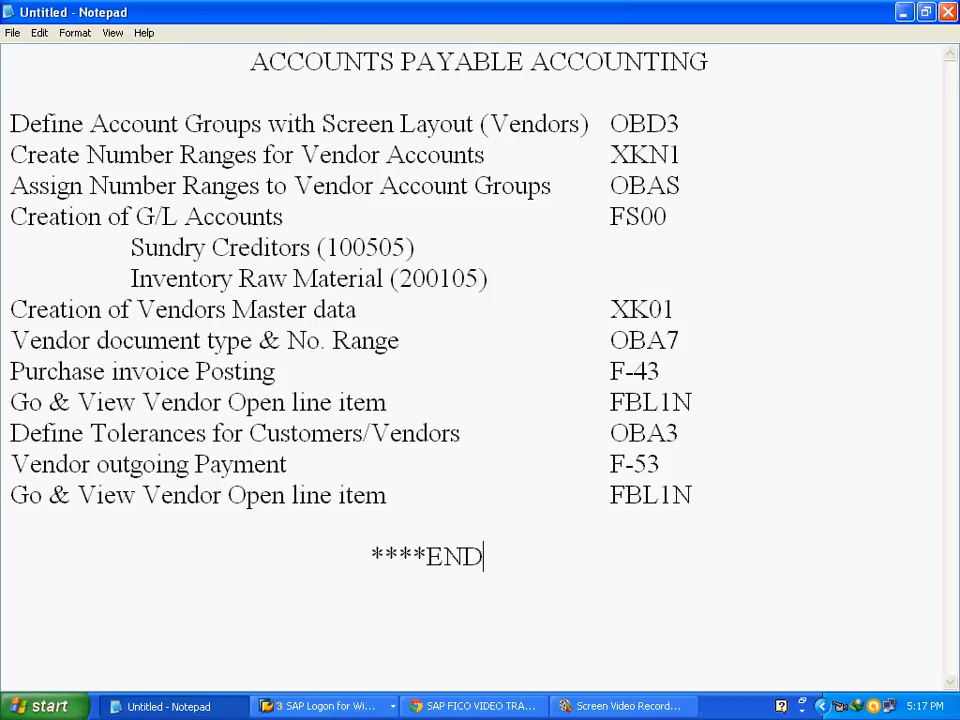 Untitled - Notepad
File Edit Format View Help
ACCOUNTS PAYABLE ACCOUNTING
Define Account Groups with Screen Layout (Vendors) OBD3
Create Number Ranges for Vendor Accounts XKN1
Assign Number Ranges to Vendor Account Groups OBAS
Creation of G/L Accounts FS00
Sundry Creditors (100505)
Inventory Raw Material (200105)
Creation of Vendors Master data XK01
Vendor document type & No. Range OBA7
Purchase invoice Posting F-43
Go & View Vendor Open line item FBL1N
Define Tolerances for Customers/Vendors OBA3
Vendor outgoing Payment F-53
Go & View Vendor Open line item FBL1N
****END
start Untitled - Notepad 3 SAP Logon for Wi... SAP FICO VIDEO TRA... Screen Video Record... 5:17 PM